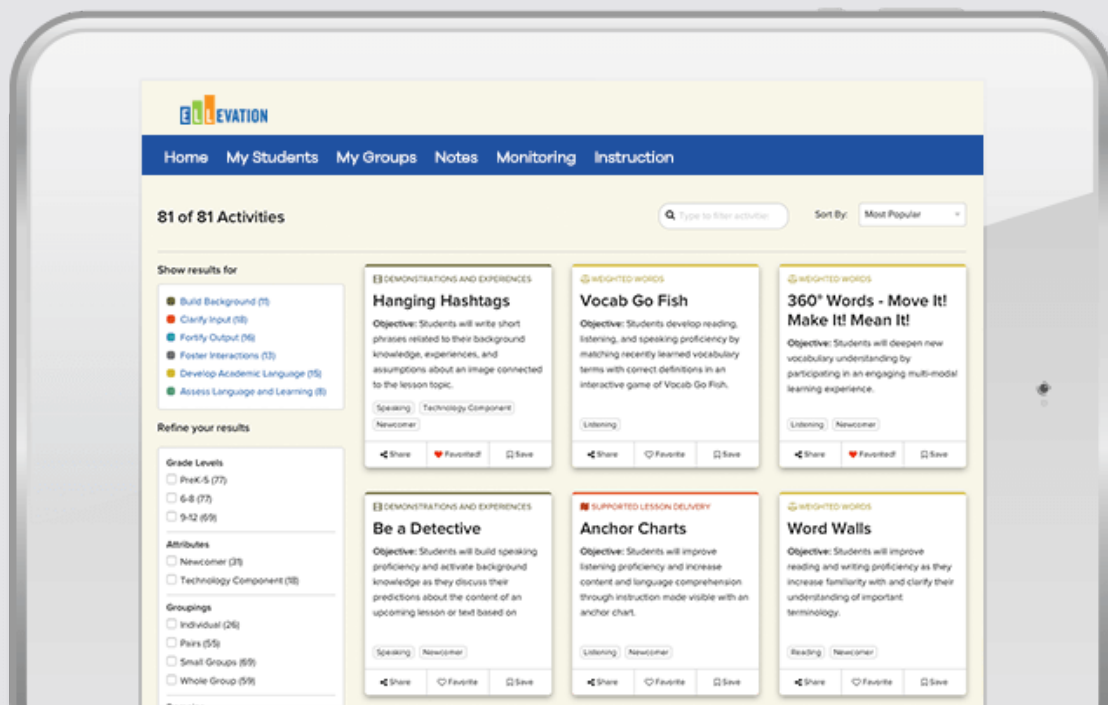 ELLEVATION
Home My Students My Groups Notes Monitoring Instruction
81 of 81 Activities
Type to filter activities
Sort By: Most Popular
Show results for
Build Background (11)
Clarify Input (18)
Fortify Output (16)
Foster Interactions (13)
Develop Academic Language (15)
Assess Language and Learning (8)
Refine your results
Grade Levels
PreK-5 (77)
6-8 (77)
9-12 (69)
Attributes
Newcomer (31)
Technology Component (18)
Groupings
Individual (26)
Pairs (55)
Small Groups (69)
Whole Group (59)
DEMONSTRATIONS AND EXPERIENCES
Hanging Hashtags
Objective: Students will write short
phrases related to their background
knowledge, experiences, and
assumptions about an image connected
to the lesson topic.
Speaking Technology Component
Newcomer
Share Favorited! Save
WEIGHTED WORDS
Vocab Go Fish
Objective: Students develop reading,
listening, and speaking proficiency by
matching recently learned vocabulary
terms with correct definitions in an
interactive game of Vocab Go Fish.
Listening
Share Favorite Save
WEIGHTED WORDS
360° Words - Move It!
Make It! Mean It!
Objective: Students will deepen new
vocabulary understanding by
participating in an engaging multi-modal
learning experience.
Listening Newcomer
Share Favorited! Save
DEMONSTRATIONS AND EXPERIENCES
Be a Detective
Objective: Students will build speaking
proficiency and activate background
knowledge as they discuss their
predictions about the content of an
upcoming lesson or text based on
Speaking Newcomer
Share Favorite Save
SUPPORTED LESSON DELIVERY
Anchor Charts
Objective: Students will improve
listening proficiency and increase
content and language comprehension
through instruction made visible with an
anchor chart.
Listening Newcomer
Share Favorite Save
WEIGHTED WORDS
Word Walls
Objective: Students will improve
reading and writing proficiency as they
increase familiarity with and clarify their
understanding of important
terminology.
Reading Newcomer
Share Favorite Save